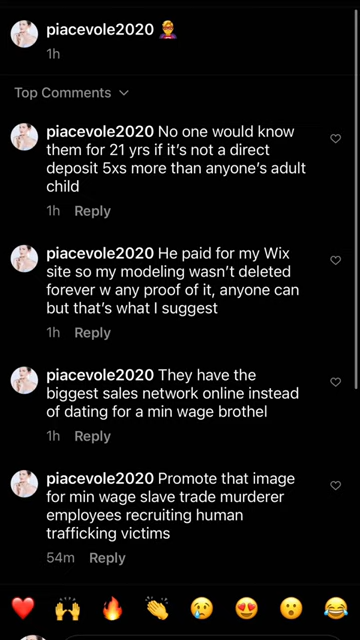 piacevole2020 🦹
1h
Top Comments
piacevole2020 No one would know
them for 21 yrs if it’s not a direct
deposit 5xs more than anyone’s adult
child
1h Reply
piacevole2020 He paid for my Wix
site so my modeling wasn’t deleted
forever w any proof of it, anyone can
but that’s what I suggest
1h Reply
piacevole2020 They have the
biggest sales network online instead
of dating for a min wage brothel
1h Reply
piacevole2020 Promote that image
for min wage slave trade murderer
employees recruiting human
trafficking victims
54m Reply
❤️ 🙌 🔥 👏 😢 😍 😮 😂